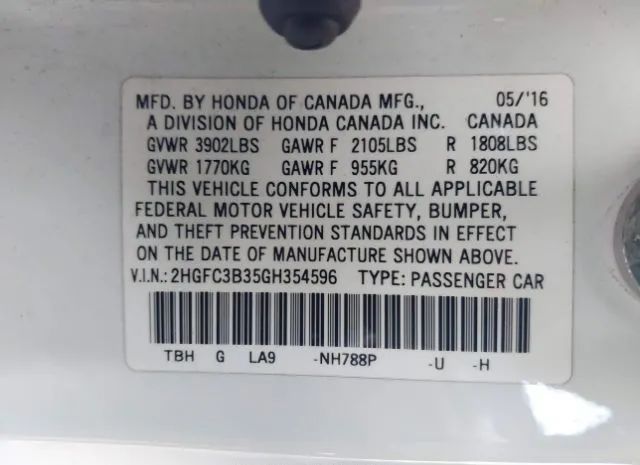 MFD. BY HONDA OF CANADA MFG., 05/'16
A DIVISION OF HONDA CANADA INC. CANADA
GVWR 3902LBS GAWR F 2105LBS R 1808LBS
GVWR 1770KG GAWR F 955KG R 820KG
THIS VEHICLE CONFORMS TO ALL APPLICABLE
FEDERAL MOTOR VEHICLE SAFETY, BUMPER,
AND THEFT PREVENTION STANDARDS IN EFFECT
ON THE DATE OF MANUFACTURE SHOWN ABOVE.
V.I.N.: 2HGFC3B35GH354596 TYPE: PASSENGER CAR
TBH G LA9 -NH788P -U -H